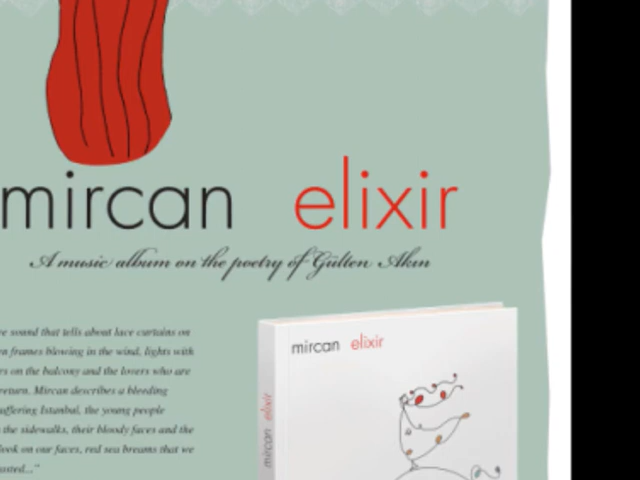 mircan elixir
A music album on the poetry of Gülten Akın
sound that tells about lace curtains on
frames blowing in the wind, lights with
on the balcony and the lovers who are
return. Mircan describes a bleeding
suffering Istanbul, the young people
the sidewalks, their bloody faces and the
look on our faces, red sea breams that we
...”
mircan elixir
mircan elixir